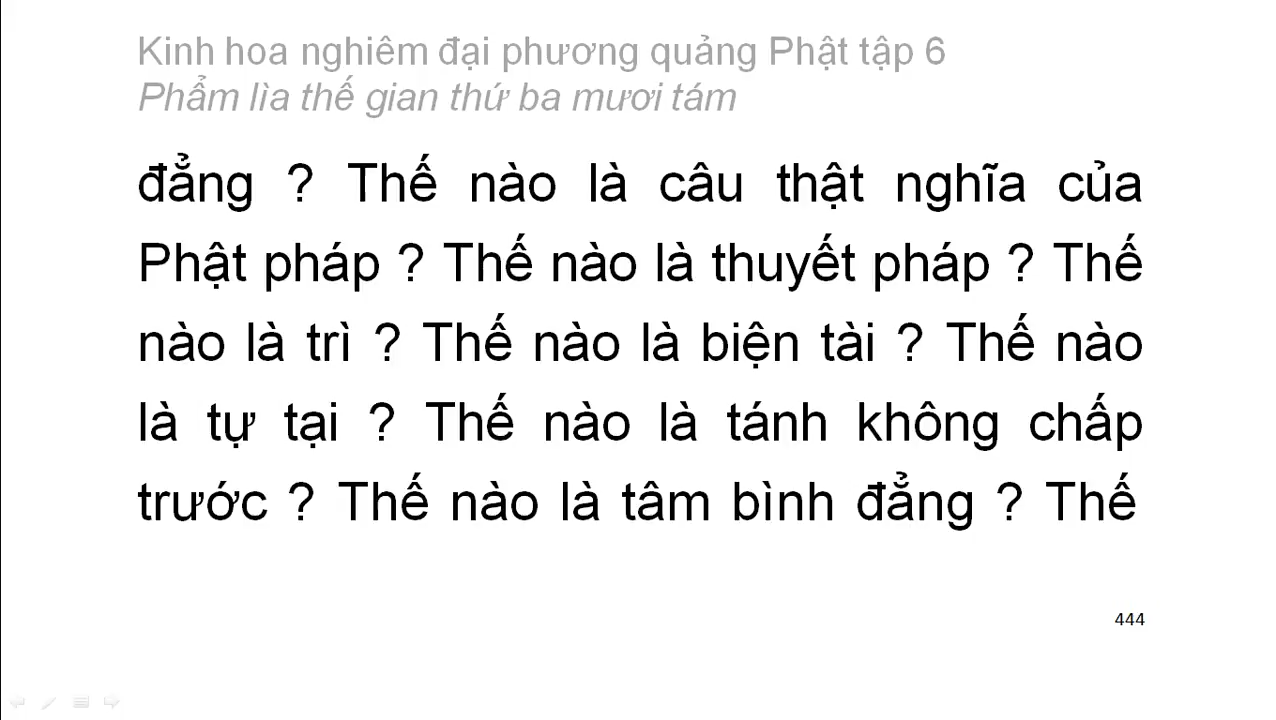 Kinh hoa nghiêm đại phương quảng Phật tập 6
Phẩm lìa thế gian thứ ba mươi tám
đẳng ? Thế nào là câu thật nghĩa của
Phật pháp ? Thế nào là thuyết pháp ? Thế
nào là trì ? Thế nào là biện tài ? Thế nào
là tự tại ? Thế nào là tánh không chấp
trước ? Thế nào là tâm bình đẳng ? Thế
444